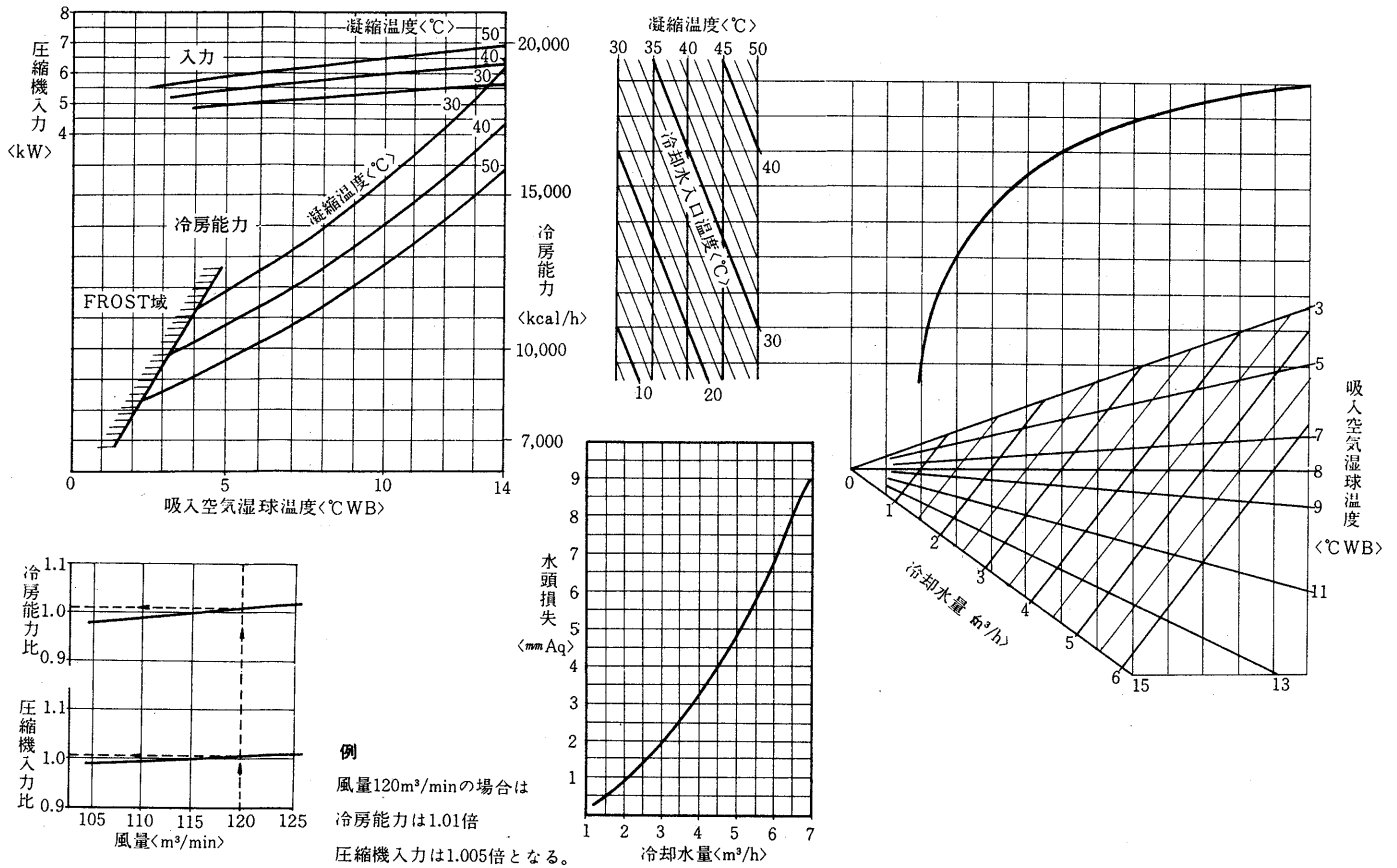 凝縮温度〈℃〉
8
7
6
5
4
圧縮機入力
〈kW〉
入力
50
40
30
30
40
50
20,000
15,000
10,000
7,000
凝縮温度〈℃〉
冷房能力
FROST域
冷房能力
〈kcal/h〉
0
5
10
14
吸入空気湿球温度〈℃WB〉
凝縮温度〈℃〉
30
35
40
45
50
冷却水入口温度〈℃〉
40
30
10
20
3
5
7
8
9
11
13
15
吸入空気湿球温度
〈℃WB〉
0
1
2
3
4
5
6
冷却水量 m³/h〉
冷房能力比
1.1
1.0
0.9
圧縮機入力比
1.1
1.0
0.9
105
110
115
120
125
風量〈m³/min〉
例
風量120m³/minの場合は
冷房能力は1.01倍
圧縮機入力は1.005倍となる。
水頭損失
〈mmAq〉
9
8
7
6
5
4
3
2
1
1
2
3
4
5
6
7
冷却水量〈m³/h〉